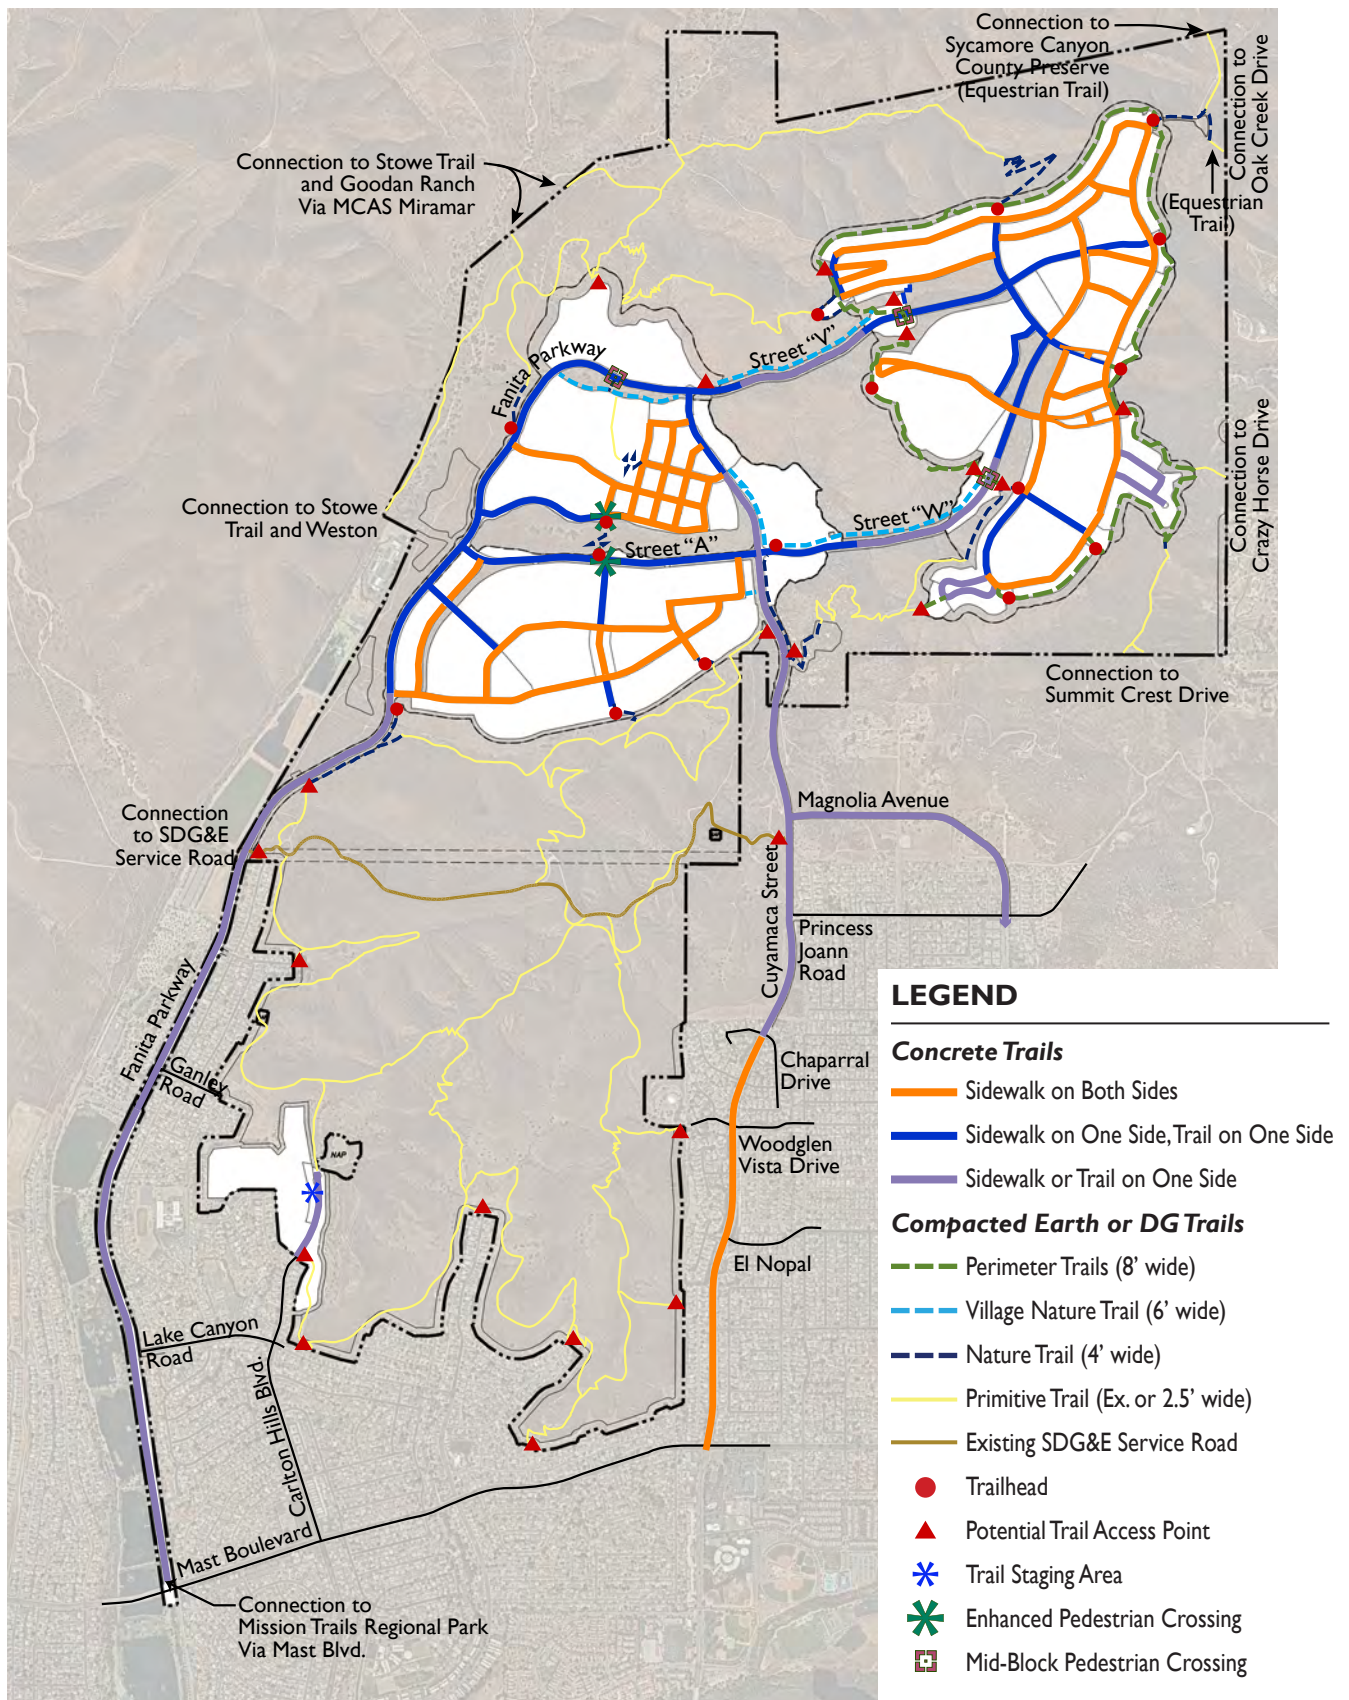 Connection to
Sycamore Canyon
County Preserve
(Equestrian Trail)
Connection to
Oak Creek Drive
(Equestrian
Trail)
Connection to Stowe Trail
and Goodan Ranch
Via MCAS Miramar
Fanita Parkway
Street “V”
Connection to Stowe
Trail and Weston
Street “A”
Street “W”
Connection to
Crazy Horse Drive
Connection to
Summit Crest Drive
Connection
to SDG&E
Service Road
Magnolia Avenue
Cuyamaca Street
Princess
Joann
Road
Fanita Parkway
Ganley
Road
Chaparral
Drive
NAP
Woodglen
Vista Drive
El Nopal
Lake Canyon
Road
Carlton Hills Blvd.
Mast Boulevard
Connection to
Mission Trails Regional Park
Via Mast Blvd.
LEGEND
Concrete Trails
Sidewalk on Both Sides
Sidewalk on One Side, Trail on One Side
Sidewalk or Trail on One Side
Compacted Earth or DG Trails
Perimeter Trails (8’ wide)
Village Nature Trail (6’ wide)
Nature Trail (4’ wide)
Primitive Trail (Ex. or 2.5’ wide)
Existing SDG&E Service Road
Trailhead
Potential Trail Access Point
Trail Staging Area
Enhanced Pedestrian Crossing
Mid-Block Pedestrian Crossing